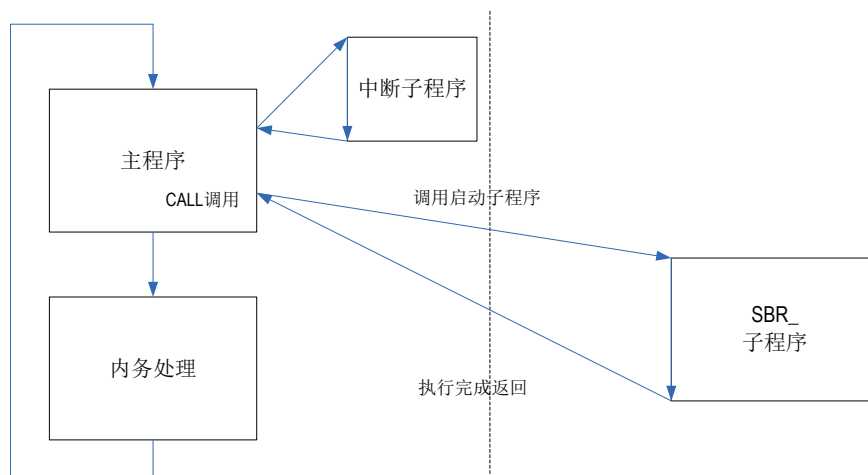 中断子程序
主程序
CALL调用
调用启动子程序
SBR_
子程序
内务处理
执行完成返回